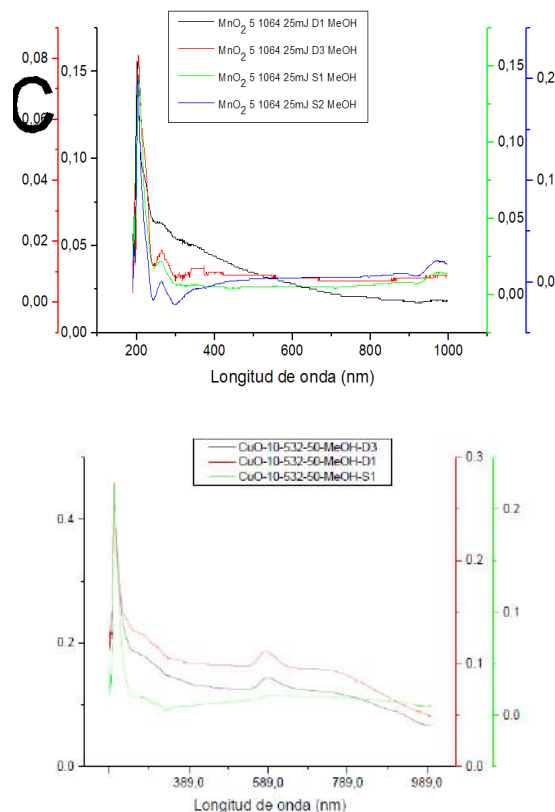 C
MnO2 5 1064 25mJ D1 MeOH
MnO2 5 1064 25mJ D3 MeOH
MnO2 5 1064 25mJ S1 MeOH
MnO2 5 1064 25mJ S2 MeOH
0,08
0,06
0,04
0,02
0,00
0,15
0,10
0,05
0,00
0,15
0,10
0,05
0,00
0,2
0,2
0,0
200 400 600 800 1000
Longitud de onda (nm)
CuO-10-532-50-MeOH-D3
CuO-10-532-50-MeOH-D1
CuO-10-532-50-MeOH-S1
0.4
0.2
0.0
0.3
0.2
0.1
0.0
0.2
0.1
0.0
389,0 589,0 789,0 989,0
Longitud de onda (nm)